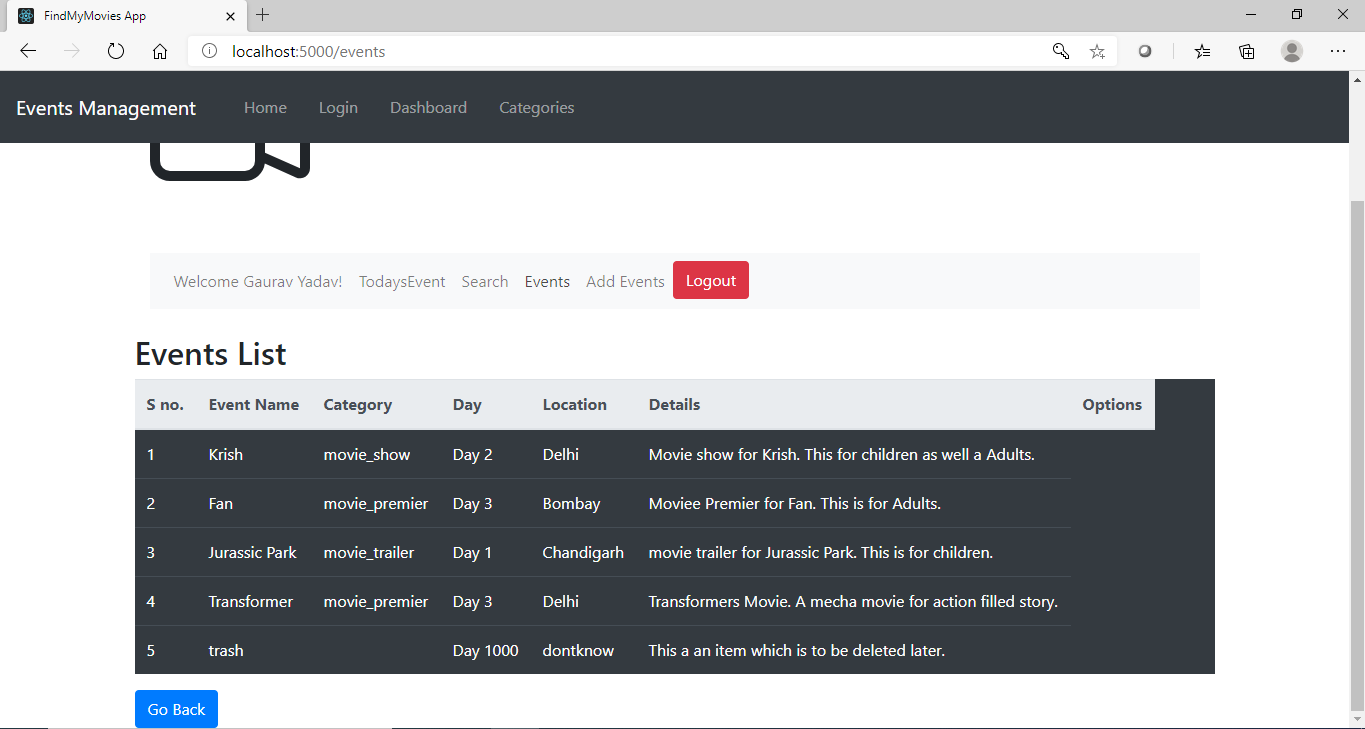 FindMyMovies App
localhost:5000/events
Events Management Home Login Dashboard Categories
Welcome Gaurav Yadav! TodaysEvent Search Events Add Events Logout
Events List
S no. Event Name Category Day Location Details Options
1 Krish movie_show Day 2 Delhi Movie show for Krish. This for children as well a Adults.
2 Fan movie_premier Day 3 Bombay Moviee Premier for Fan. This is for Adults.
3 Jurassic Park movie_trailer Day 1 Chandigarh movie trailer for Jurassic Park. This is for children.
4 Transformer movie_premier Day 3 Delhi Transformers Movie. A mecha movie for action filled story.
5 trash Day 1000 dontknow This a an item which is to be deleted later.
Go Back